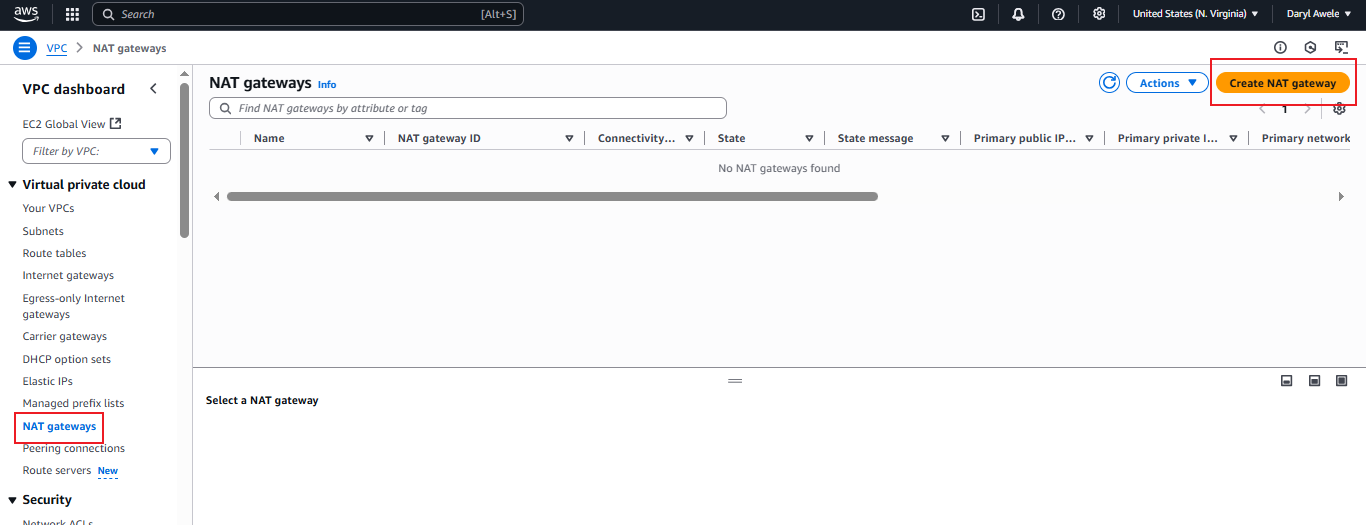 aws
Search [Alt+S]
United States (N. Virginia)
Daryl Awele
VPC > NAT gateways
VPC dashboard
EC2 Global View
Filter by VPC:
Virtual private cloud
Your VPCs
Subnets
Route tables
Internet gateways
Egress-only Internet
gateways
Carrier gateways
DHCP option sets
Elastic IPs
Managed prefix lists
NAT gateways
Peering connections
Route servers New
Security
Network ACLs
NAT gateways Info
Actions
Create NAT gateway
Find NAT gateways by attribute or tag
1
Name
NAT gateway ID
Connectivity...
State
State message
Primary public IP...
Primary private I...
Primary network
No NAT gateways found
Select a NAT gateway